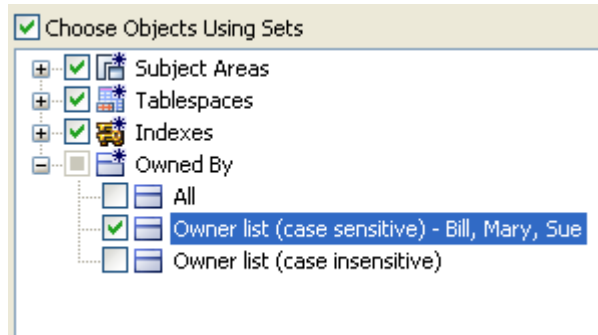 Choose Objects Using Sets
Subject Areas
Tablespaces
Indexes
Owned By
All
Owner list (case sensitive) - Bill, Mary, Sue
Owner list (case insensitive)